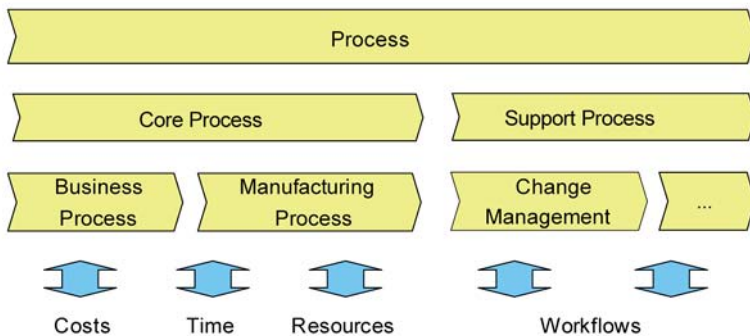 Process
Core Process
Support Process
Business
Process
Manufacturing
Process
Change
Management
...
Costs
Time
Resources
Workflows